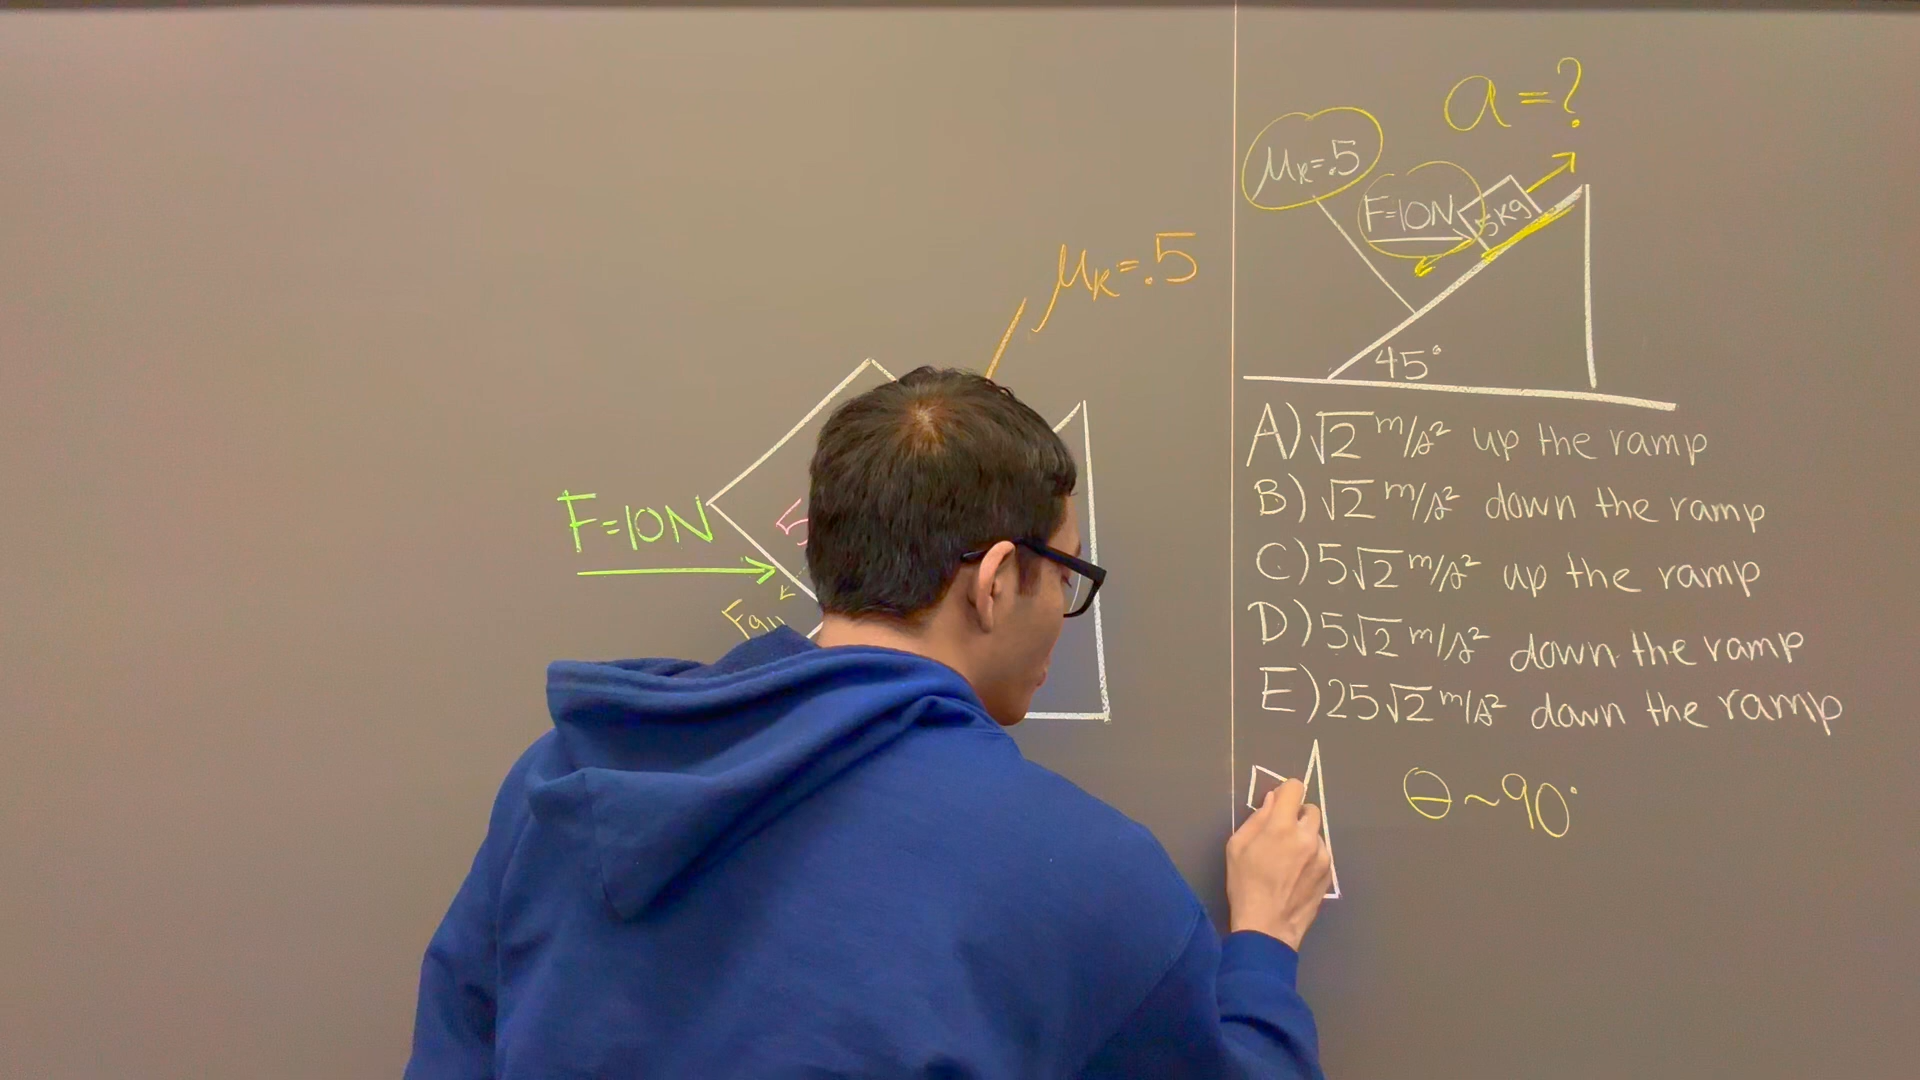 μk=.5
F=10N
5
a=?
μk=.5
F=10N
5kg
45°
A) √2 m/s² up the ramp
B) √2 m/s² down the ramp
C) 5√2 m/s² up the ramp
D) 5√2 m/s² down the ramp
E) 25√2 m/s² down the ramp
θ~90°